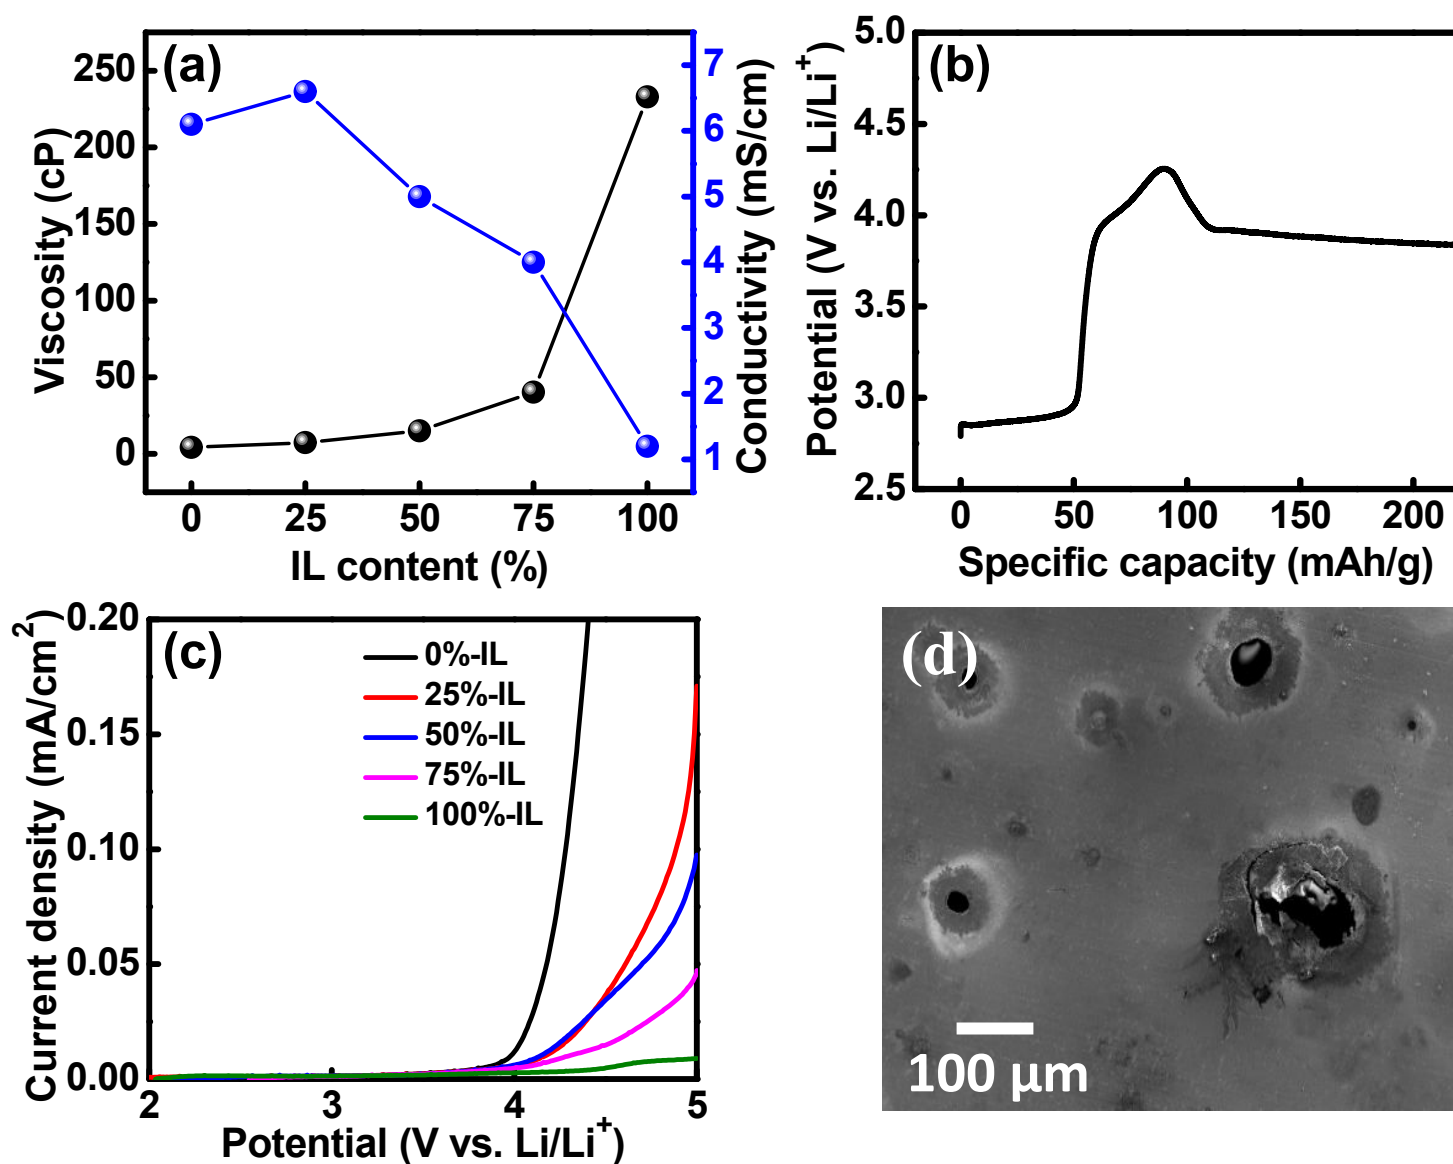 (a)
Viscosity (cP)
250
200
150
100
50
0
7
6
5
4
3
2
1
Conductivity (mS/cm)
0 25 50 75 100
IL content (%)
(b)
Potential (V vs. Li/Li+)
5.0
4.5
4.0
3.5
3.0
2.5
0 50 100 150 200
Specific capacity (mAh/g)
(c)
Current density (mA/cm2)
0.20
0.15
0.10
0.05
0.00
0%-IL
25%-IL
50%-IL
75%-IL
100%-IL
2 3 4 5
Potential (V vs. Li/Li+)
(d)
100 μm